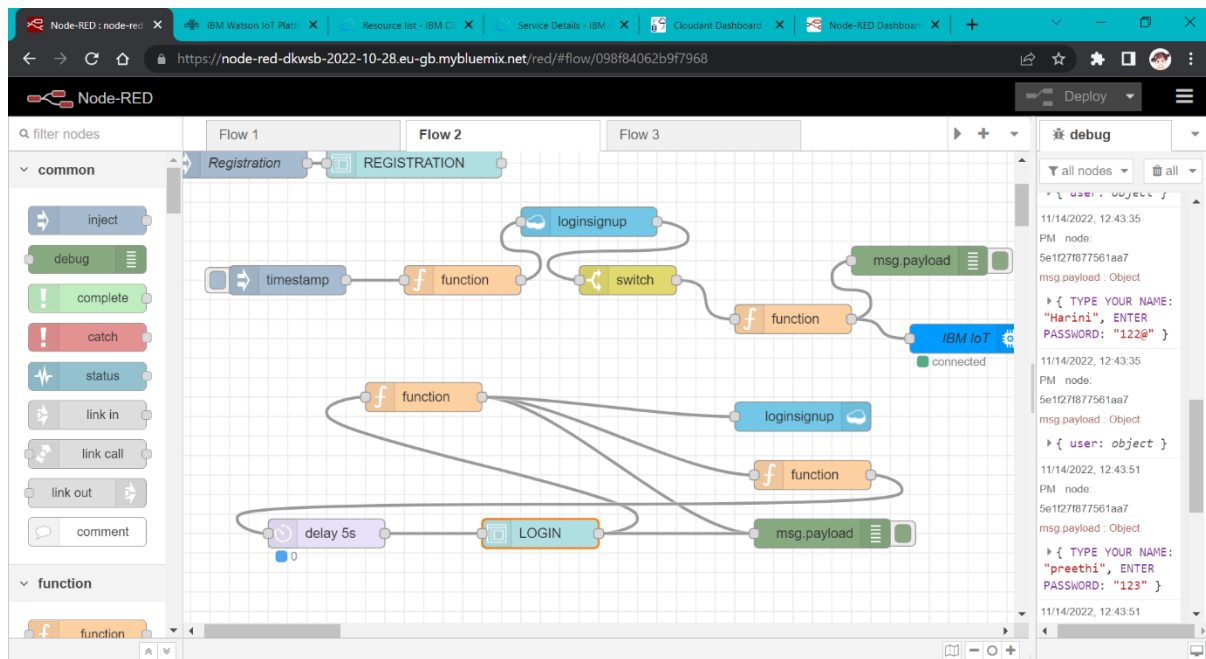 Node-RED : node-red
IBM Watson IoT Platf
Resource list - IBM Cl
Service Details - IBM
Cloudant Dashboard
Node-RED Dashboard
https://node-red-dkwsb-2022-10-28.eu-gb.mybluemix.net/red/#flow/098f84062b9f7968
Node-RED
Deploy
filter nodes
Flow 1
Flow 2
Flow 3
debug
common
inject
debug
complete
catch
status
link in
link call
link out
comment
function
function
Registration
REGISTRATION
loginsignup
timestamp
function
switch
msg.payload
function
IBM IoT
connected
function
loginsignup
function
delay 5s
0
LOGIN
msg.payload
all nodes
all
{ user: object }
11/14/2022, 12:43:35
PM node:
5e1f27f877561aa7
msg.payload : Object
{ TYPE YOUR NAME:
"Harini", ENTER
PASSWORD: "122@" }
11/14/2022, 12:43:35
PM node:
5e1f27f877561aa7
msg.payload : Object
{ user: object }
11/14/2022, 12:43:51
PM node:
5e1f27f877561aa7
msg.payload : Object
{ TYPE YOUR NAME:
"preethi", ENTER
PASSWORD: "123" }
11/14/2022, 12:43:51